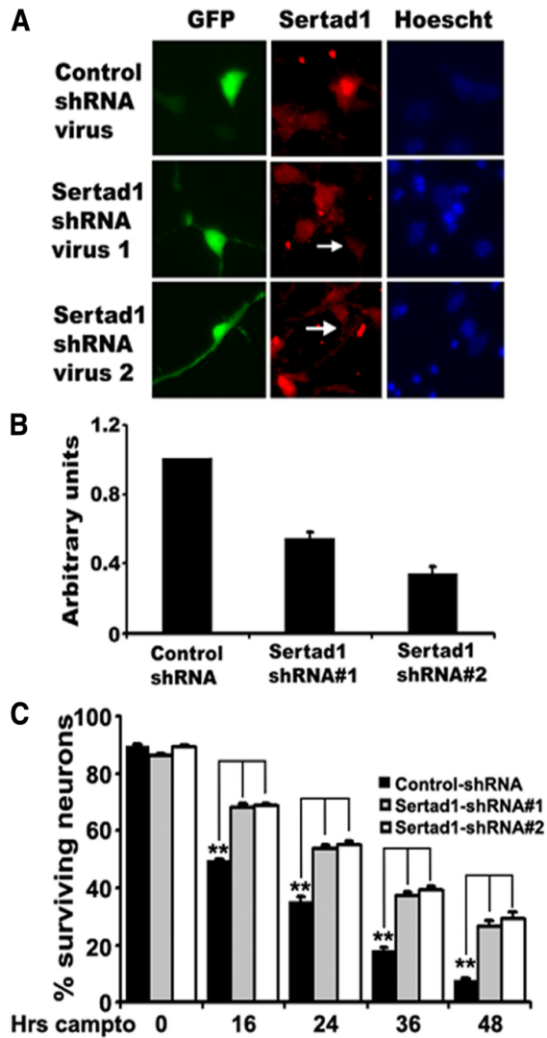 A
GFP Sertad1 Hoescht
Control
shRNA
virus
Sertad1
shRNA
virus 1
Sertad1
shRNA
virus 2
B
Arbitrary units
1.2
0.8
0.4
0
Control
shRNA
Sertad1
shRNA#1
Sertad1
shRNA#2
C
% surviving neurons
100
80
60
40
20
0
Control-shRNA
Sertad1-shRNA#1
Sertad1-shRNA#2
**
**
**
**
Hrs campto 0 16 24 36 48